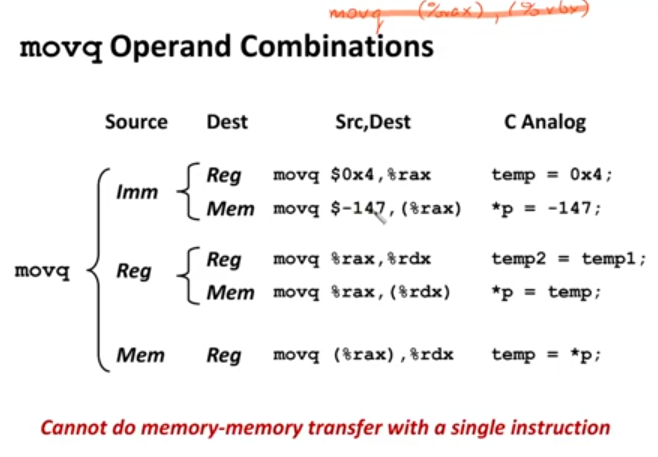 movq (%rax), (%rbx)
movq Operand Combinations
Source Dest Src,Dest C Analog
Imm Reg movq $0x4,%rax temp = 0x4;
Mem movq $-147,(%rax) *p = -147;
movq Reg Reg movq %rax,%rdx temp2 = temp1;
Mem movq %rax,(%rdx) *p = temp;
Mem Reg movq (%rax),%rdx temp = *p;
Cannot do memory-memory transfer with a single instruction